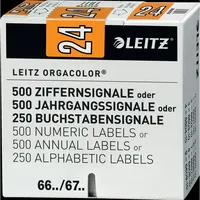 24
24
LEITZ
LEITZ ORGACOLOR®
500 ZIFFERNSIGNALE oder
500 JAHRGANGSSIGNALE oder
250 BUCHSTABENSIGNALE
500 NUMERIC LABELS or
500 ANNUAL LABELS or
250 ALPHABETIC LABELS
66../67..